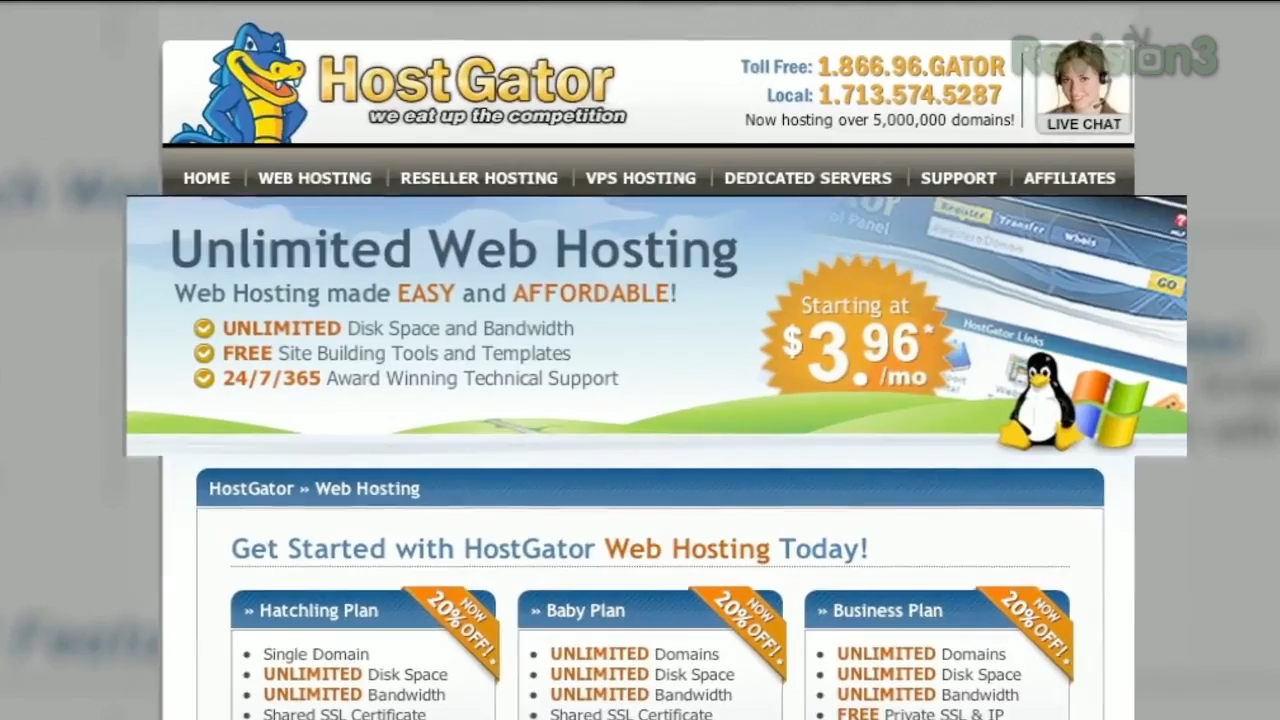 HostGator
we eat up the competition
Toll Free: 1.866.96.GATOR
Local: 1.713.574.5287
Now hosting over 5,000,000 domains!
LIVE CHAT
Revision3
HOME WEB HOSTING RESELLER HOSTING VPS HOSTING DEDICATED SERVERS SUPPORT AFFILIATES
Unlimited Web Hosting
Web Hosting made EASY and AFFORDABLE!
UNLIMITED Disk Space and Bandwidth
FREE Site Building Tools and Templates
24/7/365 Award Winning Technical Support
Starting at
$3.96*
/mo
Panel
Register Transfer Whois
GO
HostGator Links
HostGator » Web Hosting
Get Started with HostGator Web Hosting Today!
» Hatchling Plan
NOW
20% OFF!
Single Domain
UNLIMITED Disk Space
UNLIMITED Bandwidth
Shared SSL Certificate
» Baby Plan
NOW
20% OFF!
UNLIMITED Domains
UNLIMITED Disk Space
UNLIMITED Bandwidth
Shared SSL Certificate
» Business Plan
NOW
20% OFF!
UNLIMITED Domains
UNLIMITED Disk Space
UNLIMITED Bandwidth
FREE Private SSL & IP